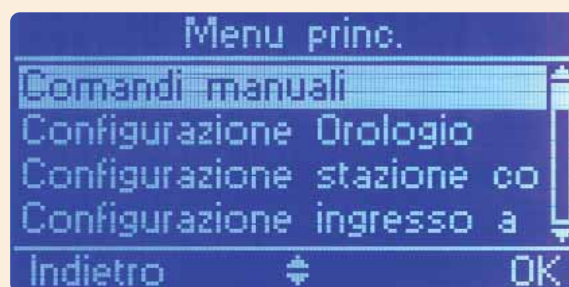 Menu princ.
Comandi manuali
Configurazione Orologio
Configurazione stazione co
Configurazione ingresso a
Indietro OK